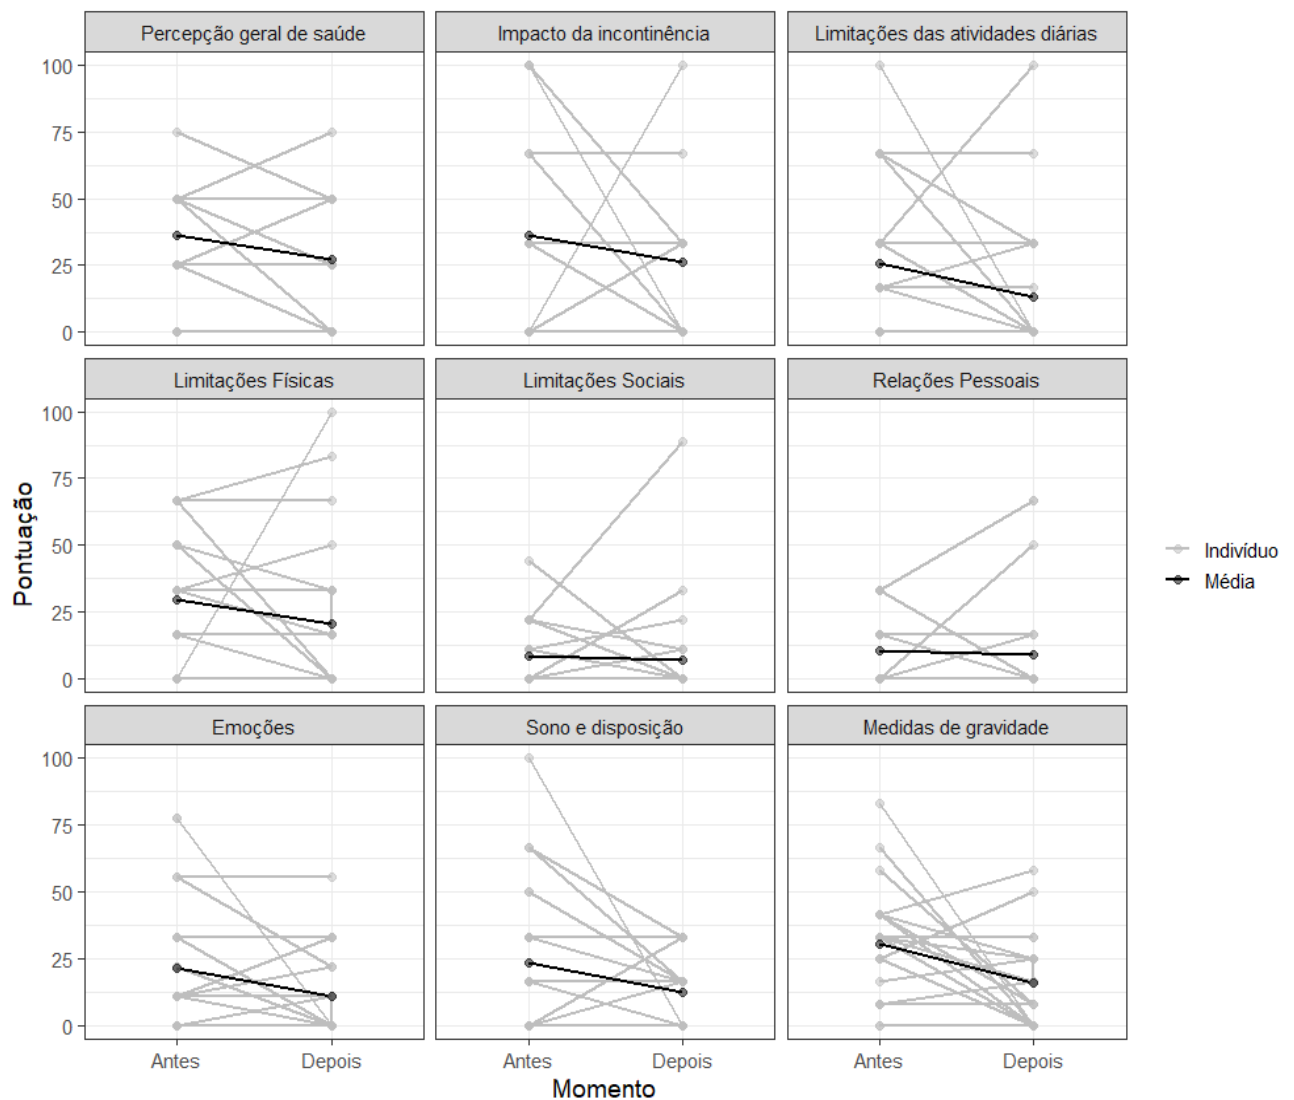 Percepção geral de saúde
Impacto da incontinência
Limitações das atividades diárias
100
75
50
25
0
Limitações Físicas
Limitações Sociais
Relações Pessoais
100
75
50
25
0
Pontuação
Indivíduo
Média
Emoções
Sono e disposição
Medidas de gravidade
100
75
50
25
0
Antes Depois
Antes Depois
Antes Depois
Momento